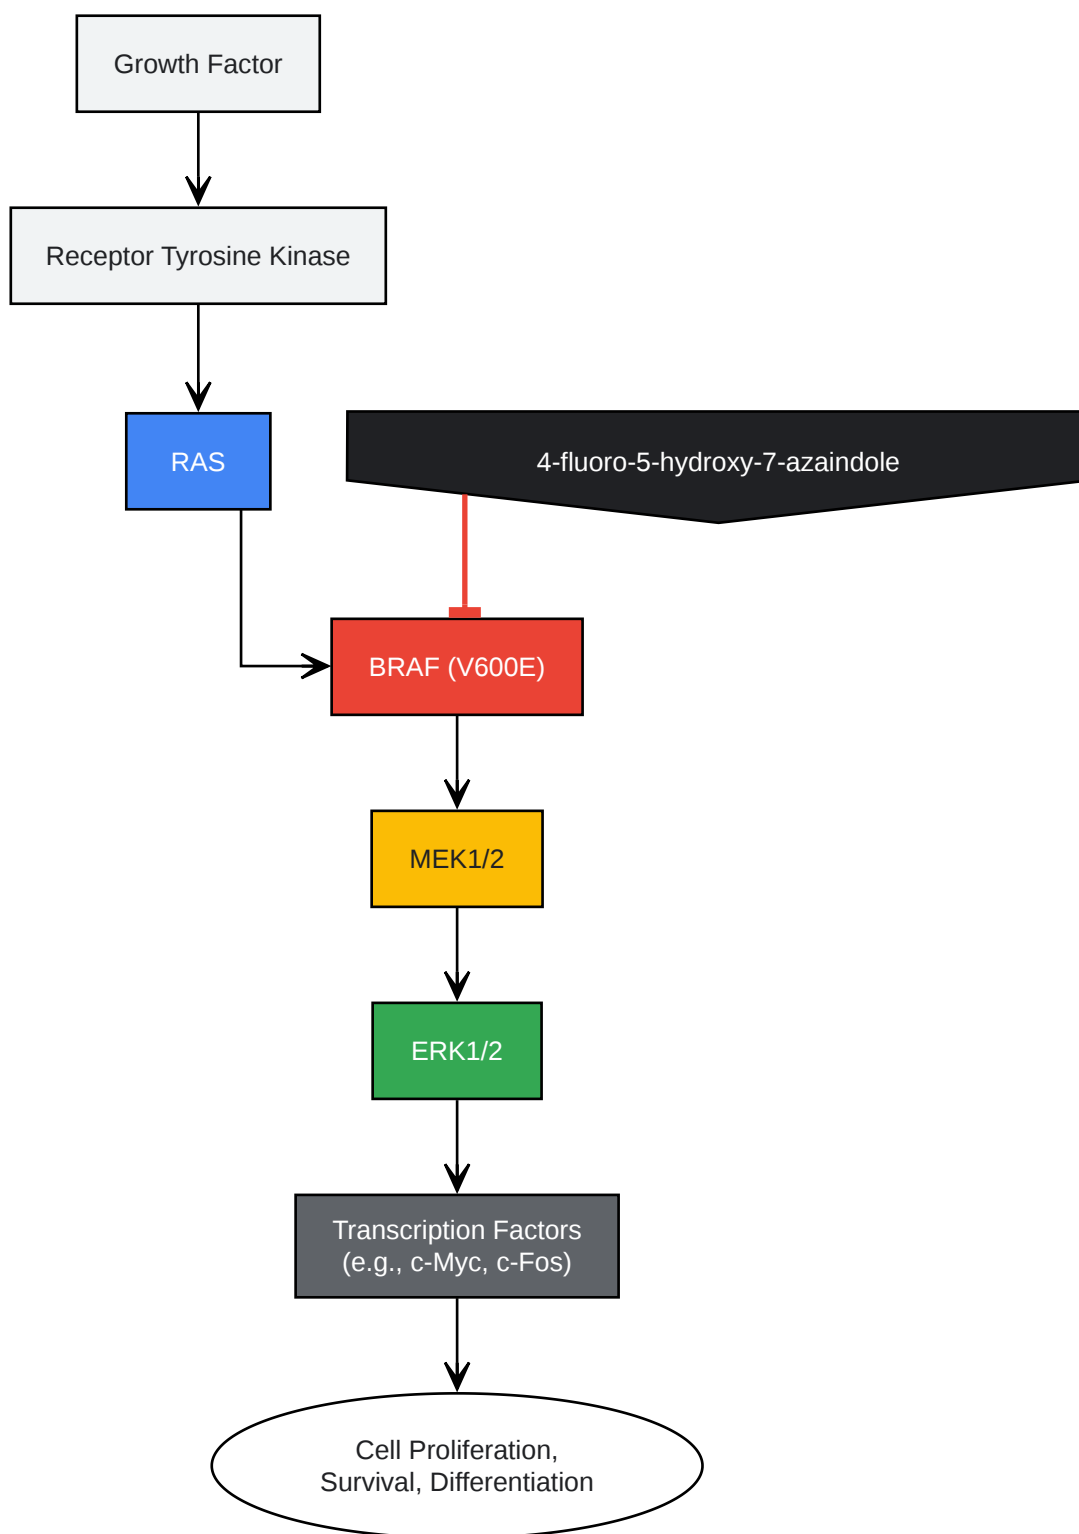 Growth Factor
Receptor Tyrosine Kinase
RAS
4-fluoro-5-hydroxy-7-azaindole
BRAF (V600E)
MEK1/2
ERK1/2
Transcription Factors
(e.g., c-Myc, c-Fos)
Cell Proliferation,
Survival, Differentiation